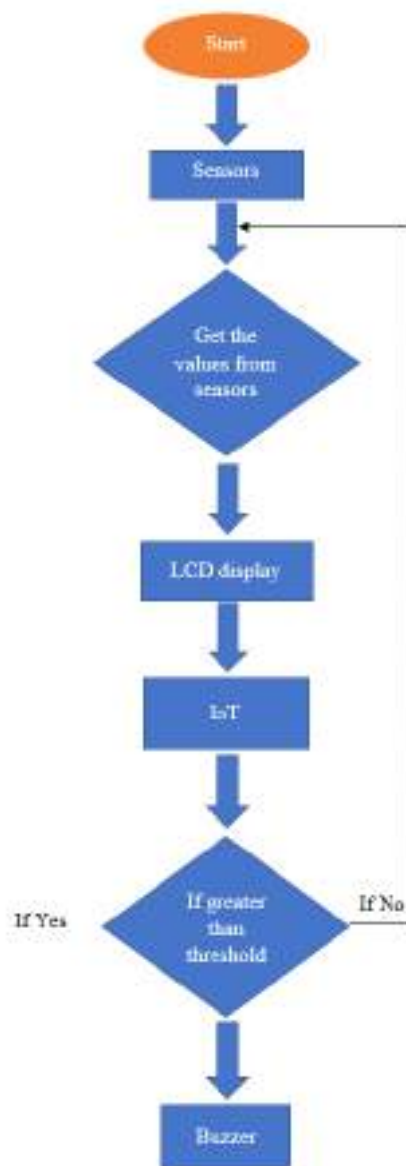 Start
Sensors
Get the
values from
sensors
LCD display
IoT
If greater
than
threshold
If Yes
If No
Buzzer